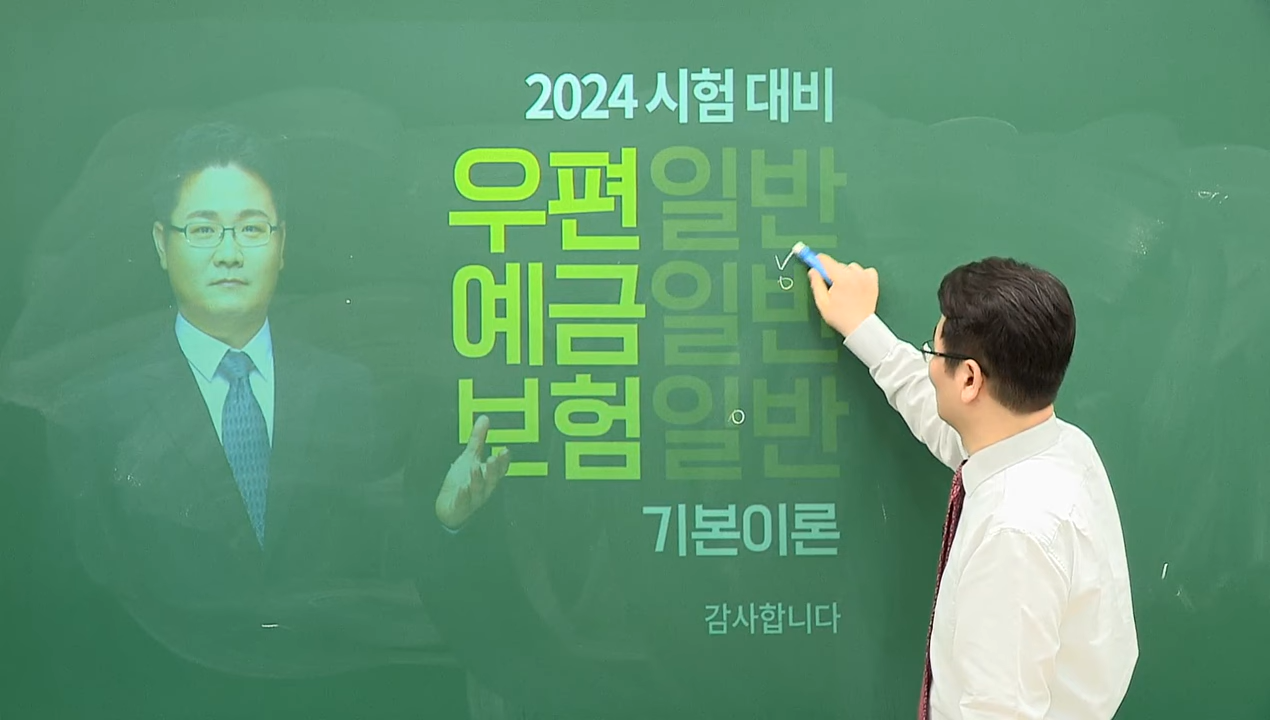 2024 시험 대비
우편일반
예금일반
보험일반
기본이론
감사합니다